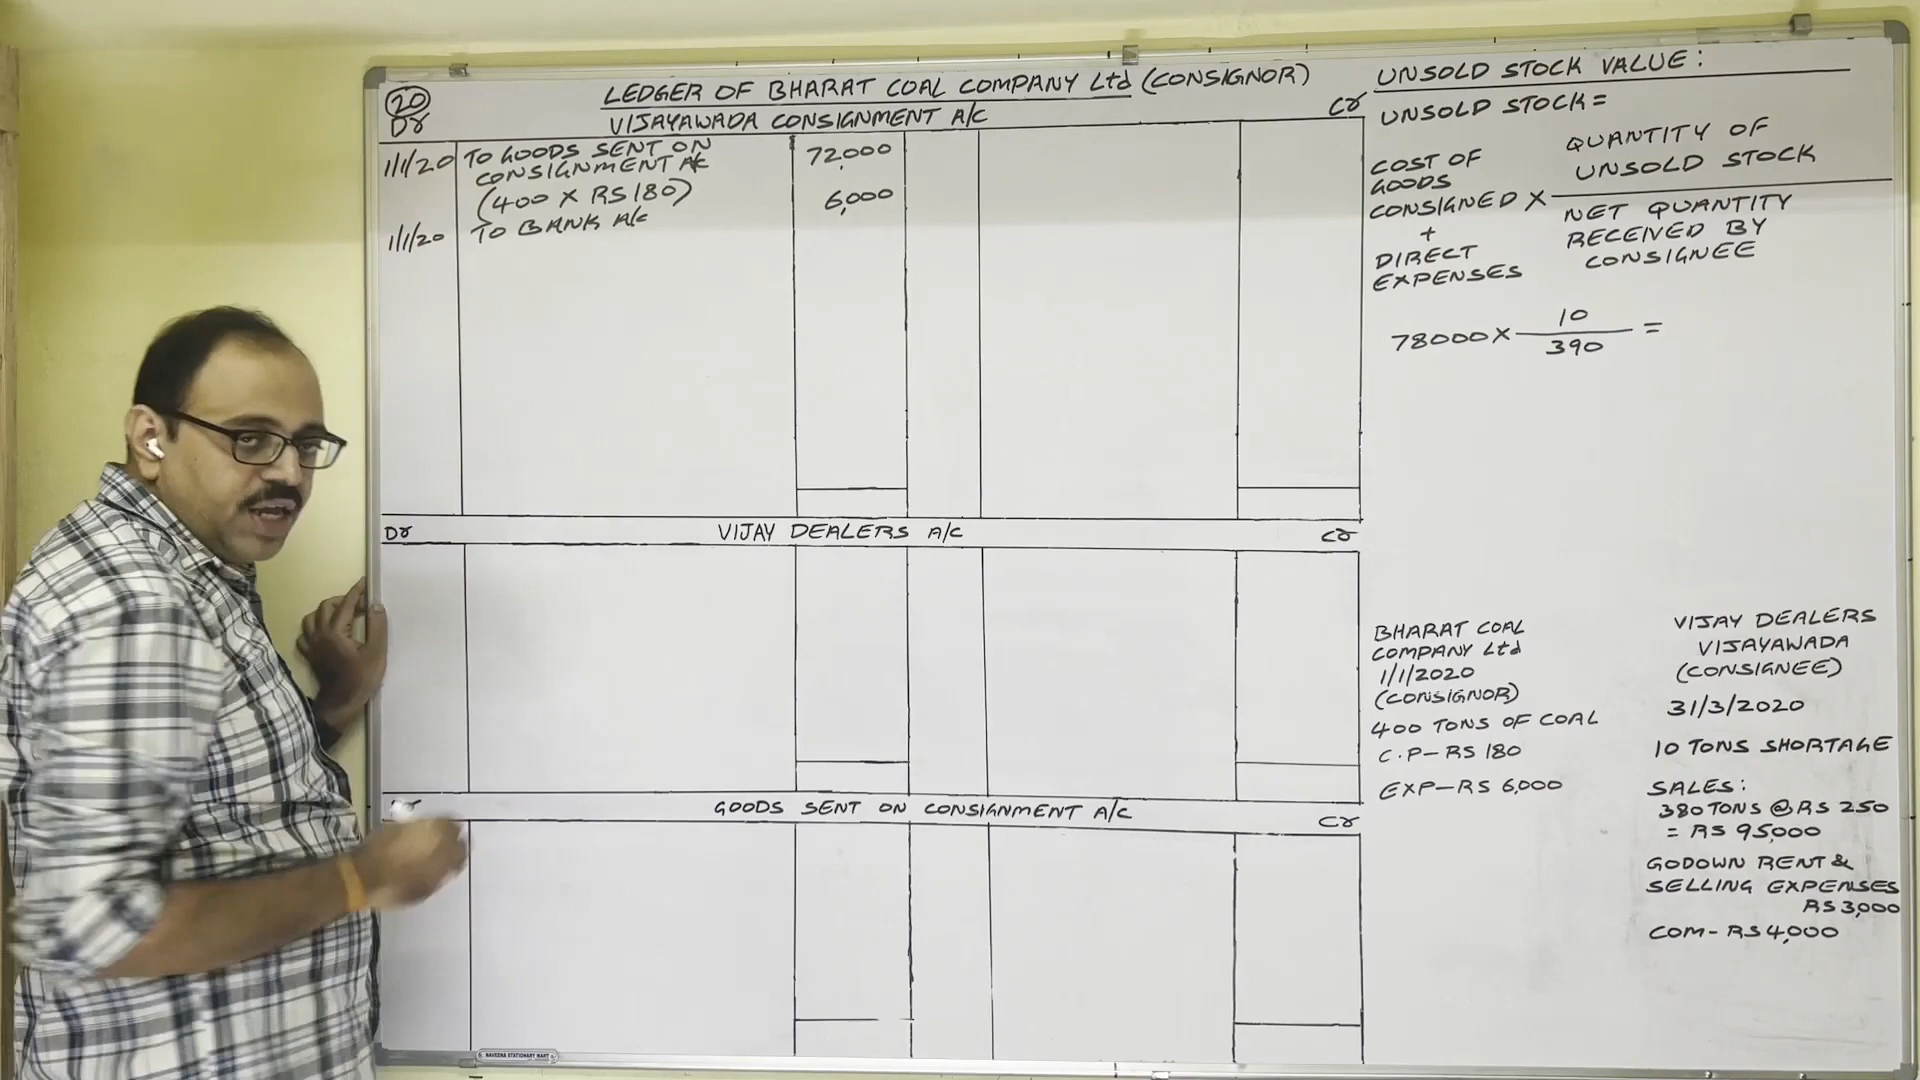 20
LEDGER OF BHARAT COAL COMPANY Ltd (CONSIGNOR)
Dr VIJAYAWADA CONSIGNMENT A/C Cr
1/1/20 TO GOODS SENT ON 72,000
CONSIGNMENT A/C
(400 X RS 180) 6,000
1/1/20 TO BANK A/C
Dr VIJAY DEALERS A/C Cr
GOODS SENT ON CONSIGNMENT A/C Cr
UNSOLD STOCK VALUE:
UNSOLD STOCK =
COST OF
GOODS
CONSIGNED X
+
DIRECT
EXPENSES
QUANTITY OF
UNSOLD STOCK
NET QUANTITY
RECEIVED BY
CONSIGNEE
78000 X 10
390 =
BHARAT COAL
COMPANY Ltd
1/1/2020
(CONSIGNOR)
400 TONS OF COAL
C.P-RS 180
EXP-RS 6,000
VIJAY DEALERS
VIJAYAWADA
(CONSIGNEE)
31/3/2020
10 TONS SHORTAGE
SALES:
380 TONS @ RS 250
= RS 95,000
GODOWN RENT &
SELLING EXPENSES
RS 3,000
COM- RS 4,000
NAVEENA STATIONARY MART